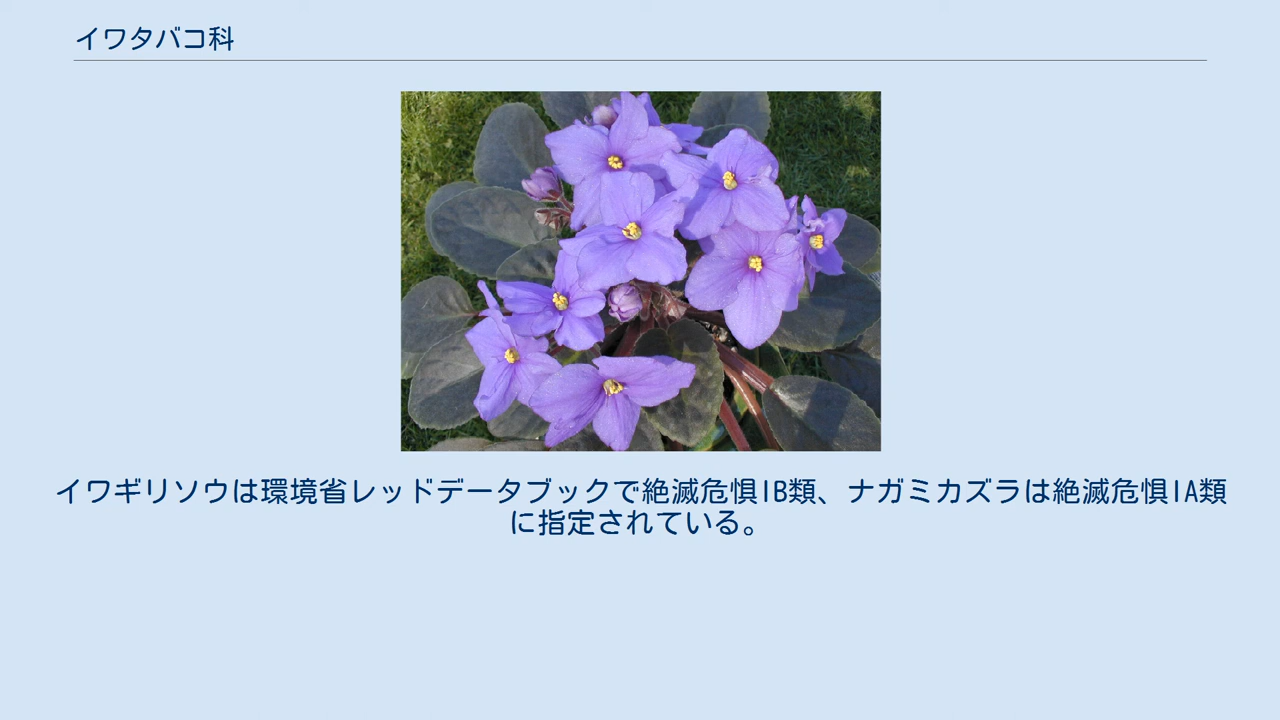 イワタバコ科
イワギリソウは環境省レッドデータブックで絶滅危惧IB類、ナガミカズラは絶滅危惧IA類
に指定されている。